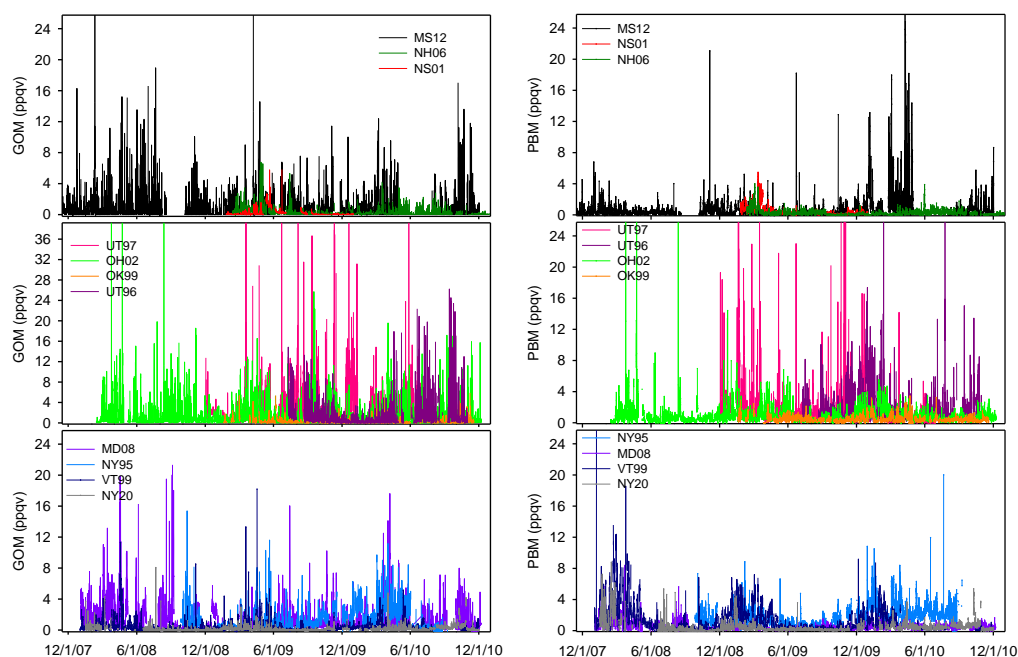 24
20
16
12
8
4
0
GOM (ppqv)
MS12
NH06
NS01
24
20
16
12
8
4
0
PBM (ppqv)
MS12
NS01
NH06
36
32
28
24
20
16
12
8
4
0
GOM (ppqv)
UT97
OH02
OK99
UT96
24
20
16
12
8
4
0
PBM (ppqv)
UT97
UT96
OH02
OK99
24
20
16
12
8
4
0
GOM (ppqv)
MD08
NY95
VT99
NY20
12/1/07 6/1/08 12/1/08 6/1/09 12/1/09 6/1/10 12/1/10
24
20
16
12
8
4
0
PBM (ppqv)
NY95
MD08
VT99
NY20
12/1/07 6/1/08 12/1/08 6/1/09 12/1/09 6/1/10 12/1/10